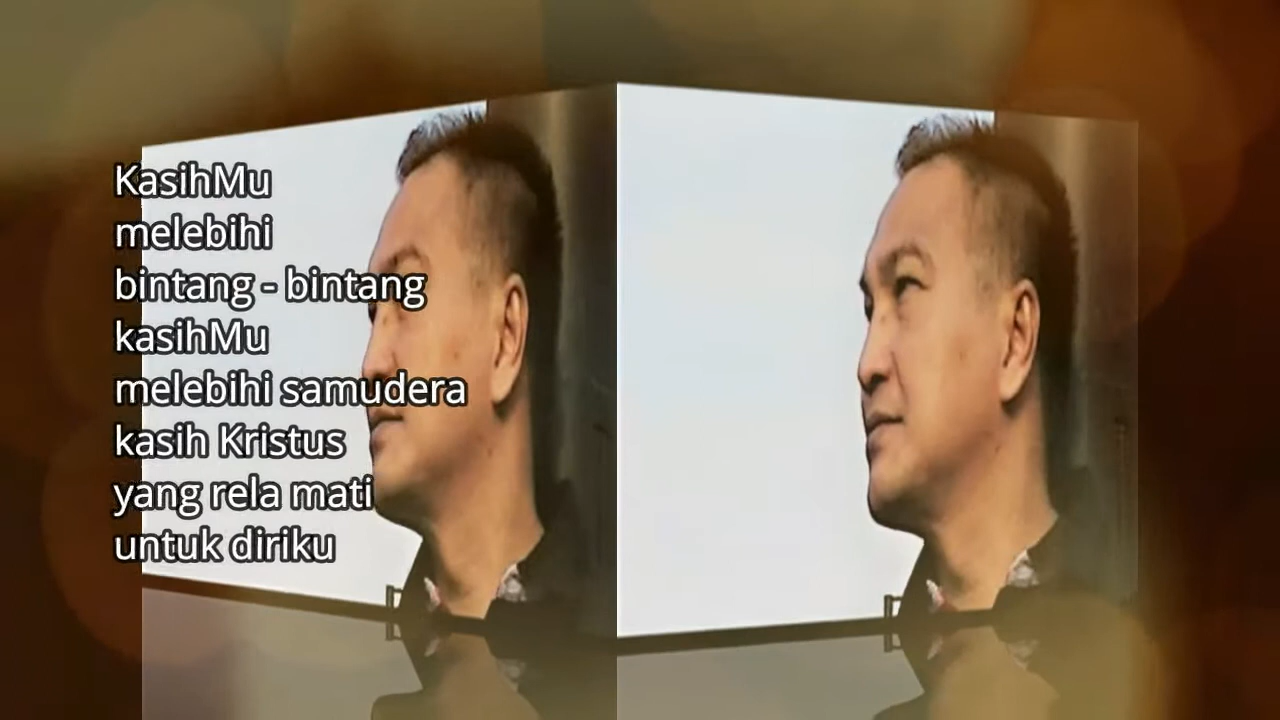 KasihMu
melebihi
bintang - bintang
kasihMu
melebihi samudera
kasih Kristus
yang rela mati
untuk diriku